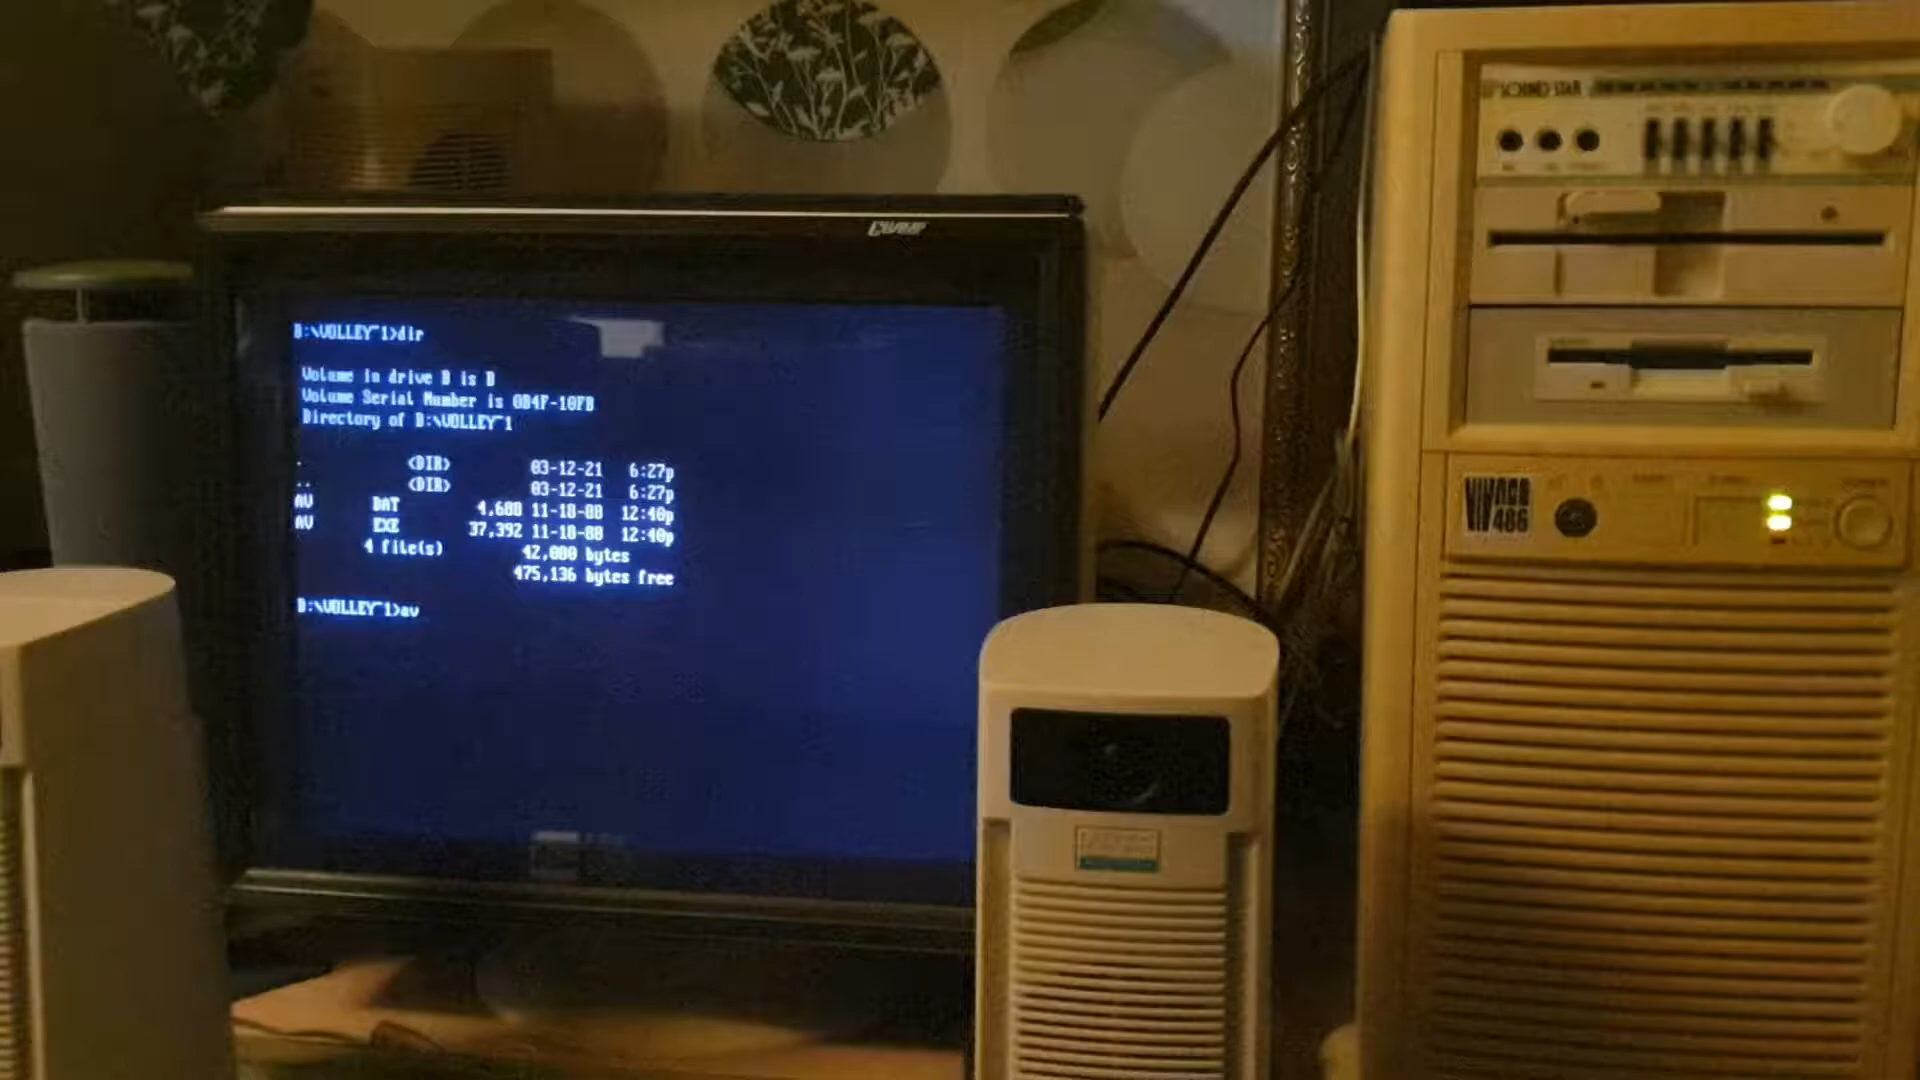 B:\VOLLEY~1>dir
Volume in drive B is B
Volume Serial Number is 0B4F-10FB
Directory of B:\VOLLEY~1
. <DIR> 03-12-21 6:27p
.. <DIR> 03-12-21 6:27p
AV DAT 4,688 11-18-88 12:40p
AV EXE 37,392 11-18-88 12:40p
4 file(s) 42,080 bytes
475,136 bytes free
B:\VOLLEY~1>av
SOUND STAR
VIVACE
486